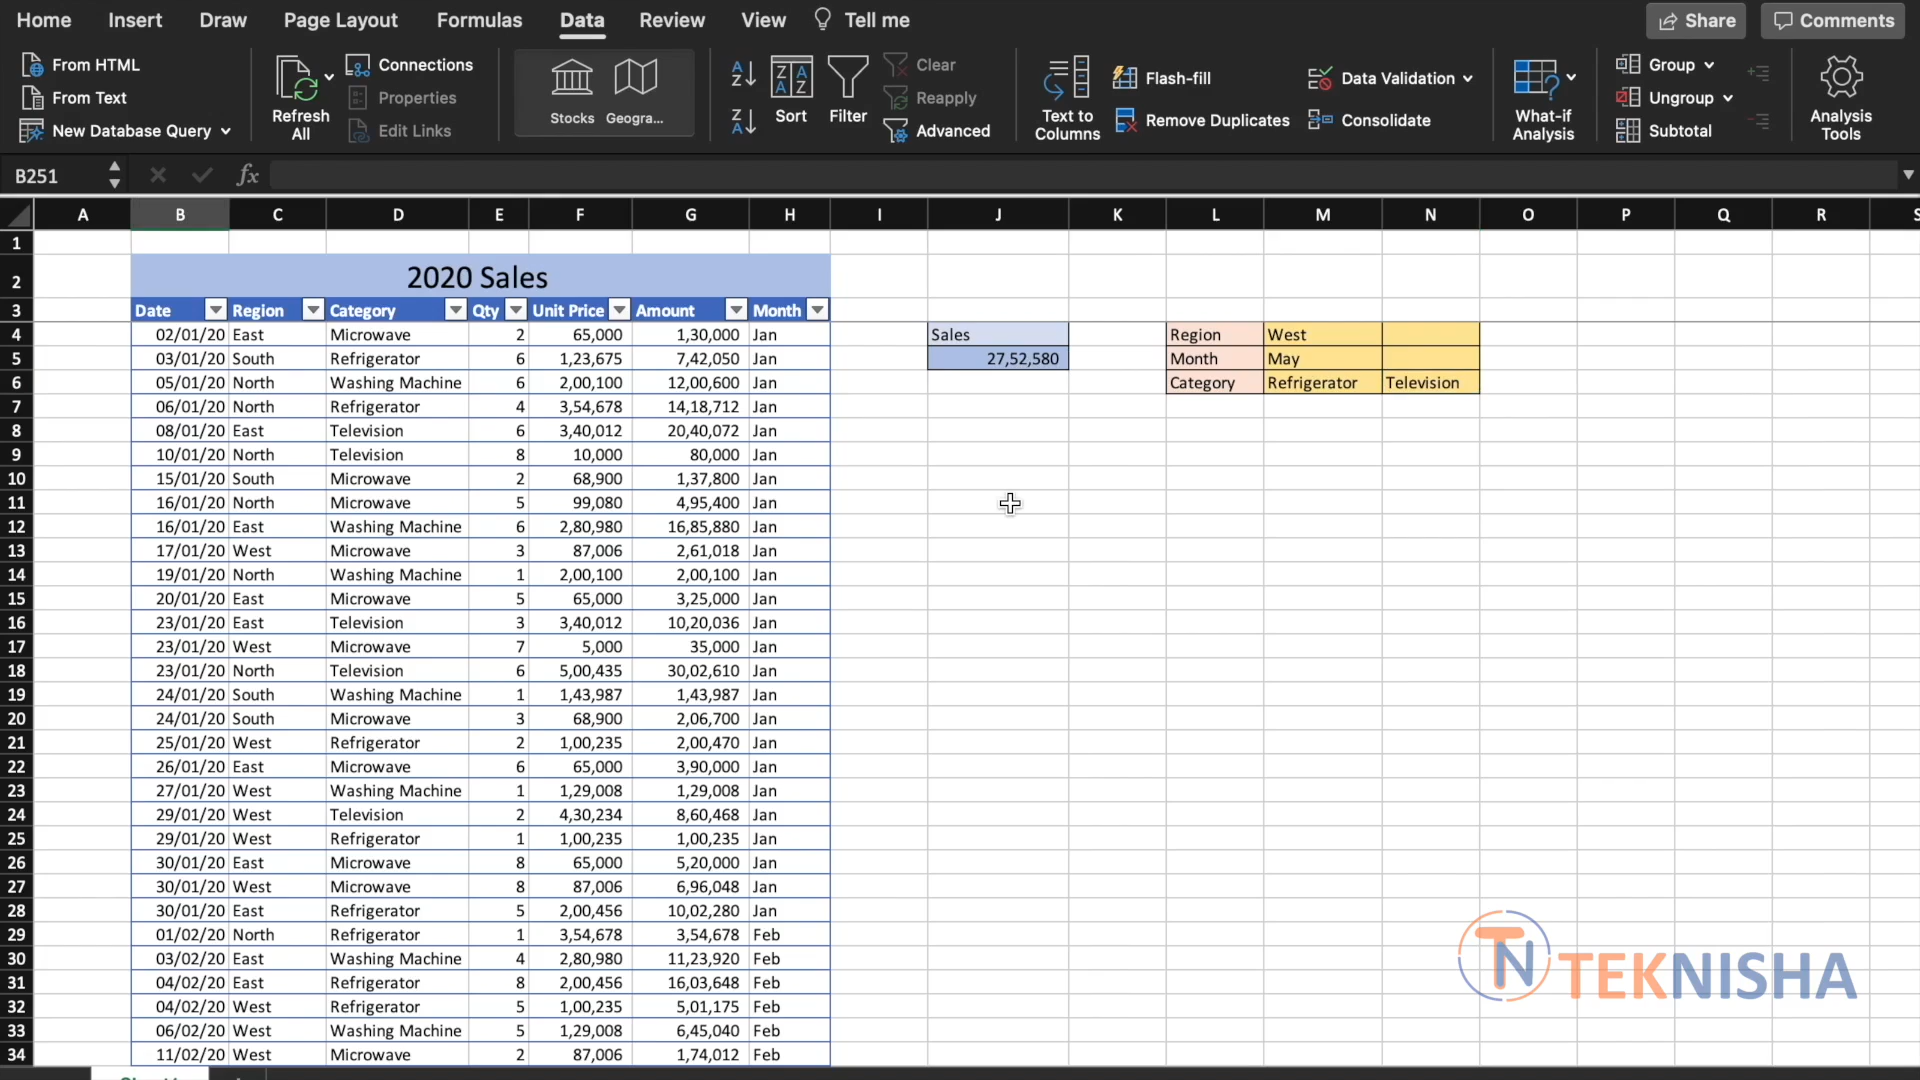 Home Insert Draw Page Layout Formulas Data Review View Tell me Share Comments
From HTML
From Text
New Database Query
Refresh All
Connections
Properties
Edit Links
Stocks Geogra...
Sort
Filter
Clear
Reapply
Advanced
Text to Columns
Flash-fill
Remove Duplicates
Data Validation
Consolidate
What-if Analysis
Group
Ungroup
Subtotal
Analysis Tools
B251 fx
A B C D E F G H I J K L M N O P Q R S
1
2 2020 Sales
3 Date Region Category Qty Unit Price Amount Month
4 02/01/20 East Microwave 2 65,000 1,30,000 Jan Sales Region West
5 03/01/20 South Refrigerator 6 1,23,675 7,42,050 Jan 27,52,580 Month May
6 05/01/20 North Washing Machine 6 2,00,100 12,00,600 Jan Category Refrigerator Television
7 06/01/20 North Refrigerator 4 3,54,678 14,18,712 Jan
8 08/01/20 East Television 6 3,40,012 20,40,072 Jan
9 10/01/20 North Television 8 10,000 80,000 Jan
10 15/01/20 South Microwave 2 68,900 1,37,800 Jan
11 16/01/20 North Microwave 5 99,080 4,95,400 Jan
12 16/01/20 East Washing Machine 6 2,80,980 16,85,880 Jan
13 17/01/20 West Microwave 3 87,006 2,61,018 Jan
14 19/01/20 North Washing Machine 1 2,00,100 2,00,100 Jan
15 20/01/20 East Microwave 5 65,000 3,25,000 Jan
16 23/01/20 East Television 3 3,40,012 10,20,036 Jan
17 23/01/20 West Microwave 7 5,000 35,000 Jan
18 23/01/20 North Television 6 5,00,435 30,02,610 Jan
19 24/01/20 South Washing Machine 1 1,43,987 1,43,987 Jan
20 24/01/20 South Microwave 3 68,900 2,06,700 Jan
21 25/01/20 West Refrigerator 2 1,00,235 2,00,470 Jan
22 26/01/20 East Microwave 6 65,000 3,90,000 Jan
23 27/01/20 West Washing Machine 1 1,29,008 1,29,008 Jan
24 29/01/20 West Television 2 4,30,234 8,60,468 Jan
25 29/01/20 West Refrigerator 1 1,00,235 1,00,235 Jan
26 30/01/20 East Microwave 8 65,000 5,20,000 Jan
27 30/01/20 West Microwave 8 87,006 6,96,048 Jan
28 30/01/20 East Refrigerator 5 2,00,456 10,02,280 Jan
29 01/02/20 North Refrigerator 1 3,54,678 3,54,678 Feb
30 03/02/20 East Washing Machine 4 2,80,980 11,23,920 Feb
31 04/02/20 East Refrigerator 8 2,00,456 16,03,648 Feb
32 04/02/20 West Refrigerator 5 1,00,235 5,01,175 Feb
33 06/02/20 West Washing Machine 5 1,29,008 6,45,040 Feb
34 11/02/20 West Microwave 2 87,006 1,74,012 Feb
TN TEKNISHA